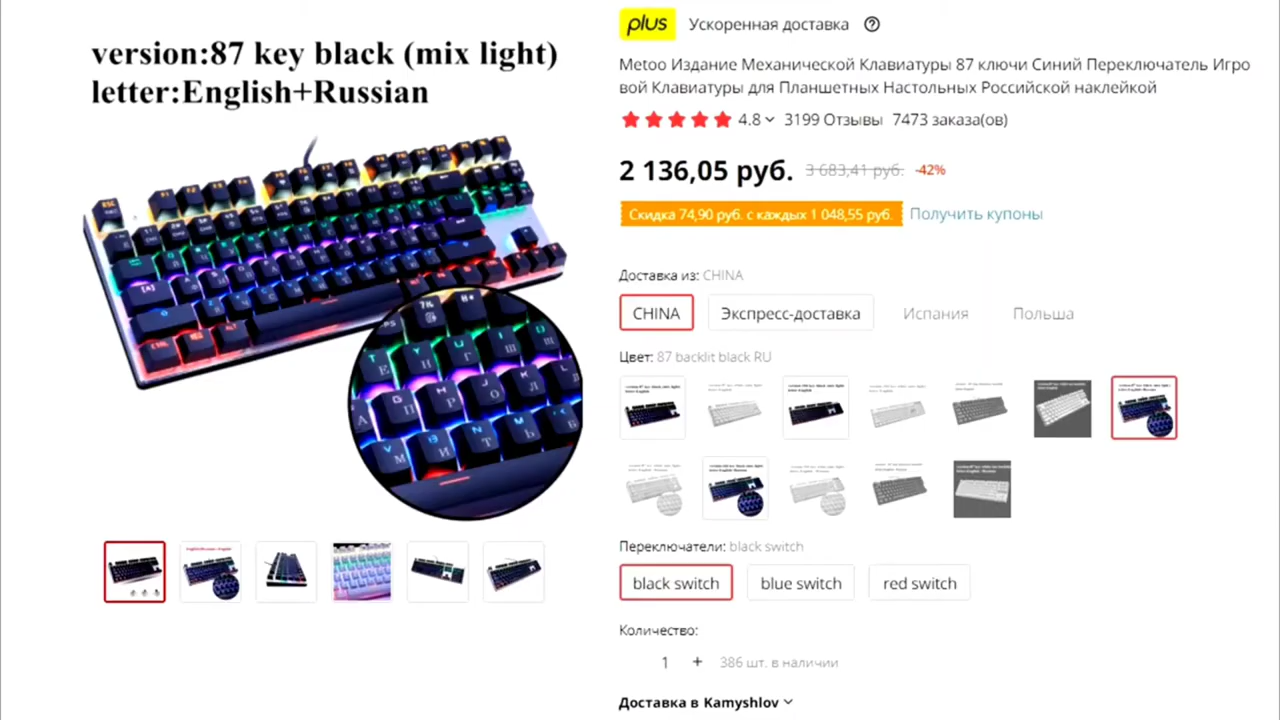 version:87 key black (mix light)
letter:English+Russian
plus Ускоренная доставка
Metoo Издание Механической Клавиатуры 87 ключи Синий Переключатель Игро
вой Клавиатуры для Планшетных Настольных Российской наклейкой
4.8 3199 Отзывы 7473 заказа(ов)
2 136,05 руб. 3 683,41 руб. -42%
Скидка 74,90 руб. с каждых 1 048,55 руб. Получить купоны
Доставка из: CHINA
CHINA Экспресс-доставка Испания Польша
Цвет: 87 backlit black RU
Переключатели: black switch
black switch blue switch red switch
Количество:
1 + 386 шт. в наличии
Доставка в Kamyshlov